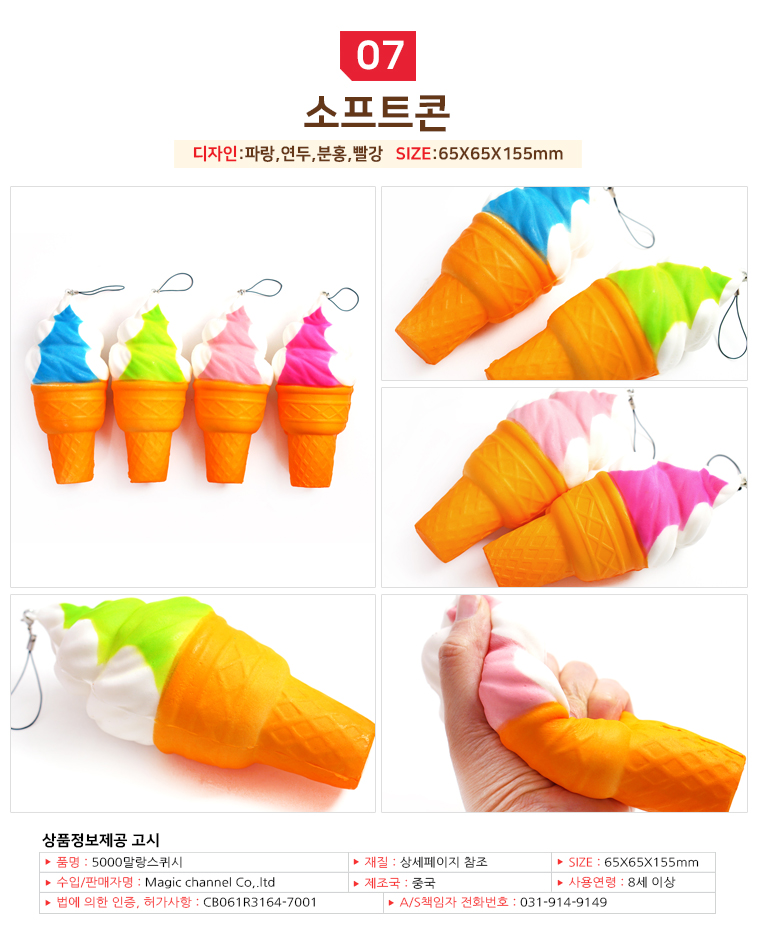 07
소프트콘
디자인:파랑,연두,분홍,빨강 SIZE:65X65X155mm
상품정보제공 고시
품명 : 5000말랑스퀴시
재질 : 상세페이지 참조
SIZE : 65X65X155mm
수입/판매자명 : Magic channel Co,.ltd
제조국 : 중국
사용연령 : 8세 이상
법에 의한 인증, 허가사항 : CB061R3164-7001
A/S책임자 전화번호 : 031-914-9149